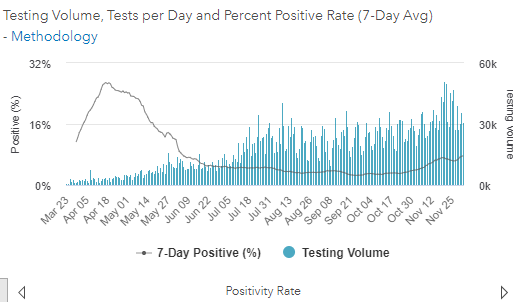 Testing Volume, Tests per Day and Percent Positive Rate (7-Day Avg)
- Methodology
32%
60k
16%
30k
0%
0k
Positive (%)
Testing Volume
Mar 23
Apr 05
Apr 18
May 01
May 14
May 27
Jun 09
Jun 22
Jul 05
Jul 18
Jul 31
Aug 13
Aug 26
Sep 08
Sep 21
Oct 04
Oct 17
Oct 30
Nov 12
Nov 25
7-Day Positive (%)
Testing Volume
Positivity Rate